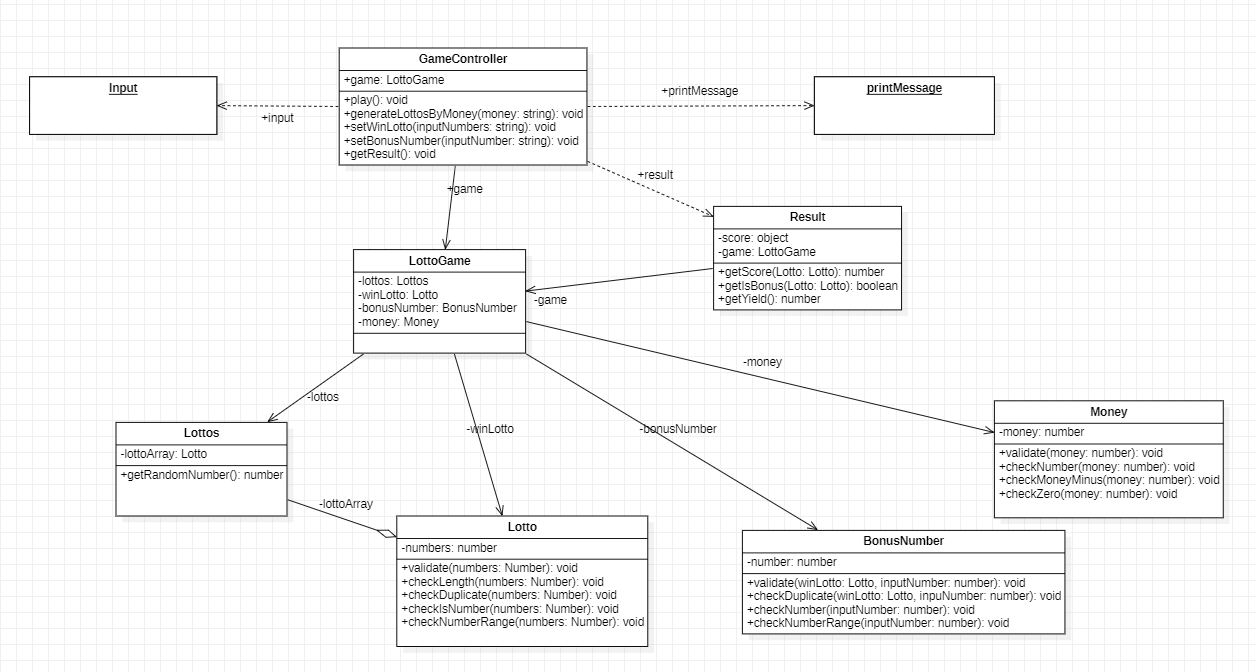 GameController
+game: LottoGame
+play(): void
+generateLottosByMoney(money: string): void
+setWinLotto(inputNumbers: string): void
+setBonusNumber(inputNumber: string): void
+getResult(): void
Input
+input
printMessage
+printMessage
+result
+game
Result
-score: object
-game: LottoGame
+getScore(Lotto: Lotto): number
+getIsBonus(Lotto: Lotto): boolean
+getYield(): number
LottoGame
-lottos: Lottos
-winLotto: Lotto
-bonusNumber: BonusNumber
-money: Money
-game
-money
-lottos
-winLotto
-bonusNumber
Lottos
-lottoArray: Lotto
+getRandomNumber(): number
-lottoArray
Money
-money: number
+validate(money: number): void
+checkNumber(money: number): void
+checkMoneyMinus(money: number): void
+checkZero(money: number): void
Lotto
-numbers: number
+validate(numbers: Number): void
+checkLength(numbers: Number): void
+checkDuplicate(numbers: Number): void
+checkIsNumber(numbers: Number): void
+checkNumberRange(numbers: Number): void
BonusNumber
-number: number
+validate(winLotto: Lotto, inputNumber: number): void
+checkDuplicate(winLotto: Lotto, inpuNumber: number): void
+checkNumber(inputNumber: number): void
+checkNumberRange(inputNumber: number): void